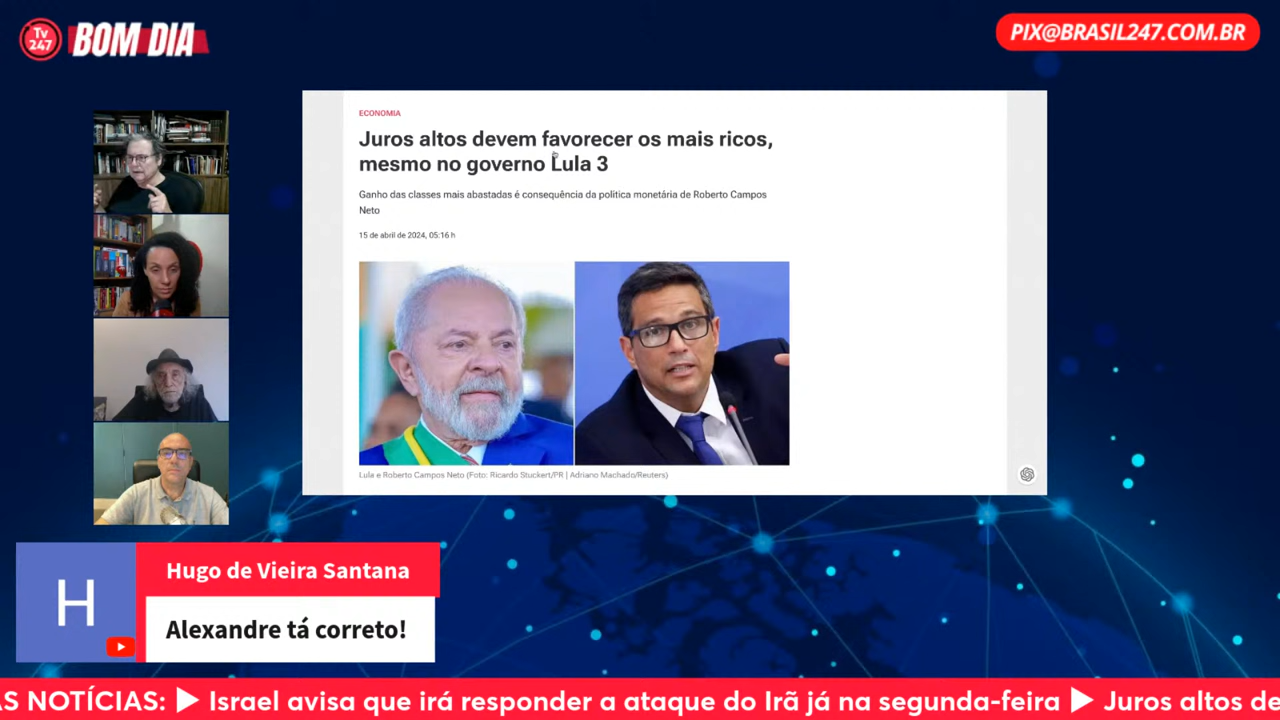 Tv 247
BOM DIA
PIX@BRASIL247.COM.BR
ECONOMIA
Juros altos devem favorecer os mais ricos,
mesmo no governo Lula 3
Ganho das classes mais abastadas é consequência da política monetária de Roberto Campos
Neto
15 de abril de 2024, 05:16 h
Lula e Roberto Campos Neto (Foto: Ricardo Stuckert/PR | Adriano Machado/Reuters)
H
Hugo de Vieira Santana
Alexandre tá correto!
AS NOTÍCIAS: ▶ Israel avisa que irá responder a ataque do Irã já na segunda-feira ▶ Juros altos de